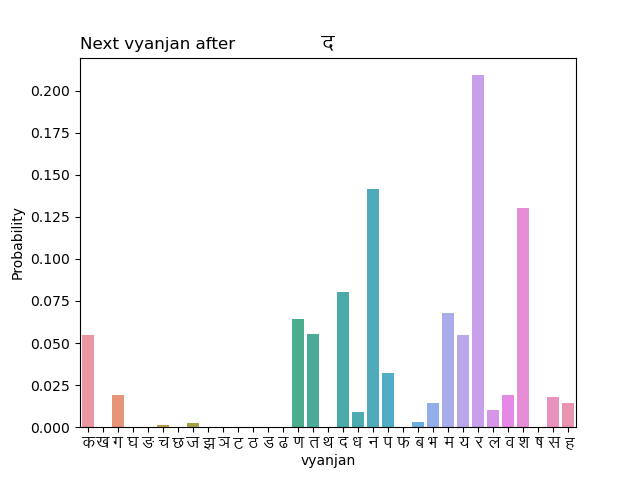 Next vyanjan after द
0.200
0.175
0.150
0.125
0.100
0.075
0.050
0.025
0.000
Probability
क ख ग घ ङ च छ ज झ ञ ट ठ ड ढ ण त थ द ध न प फ ब भ म य र ल व श ष स ह
vyanjan